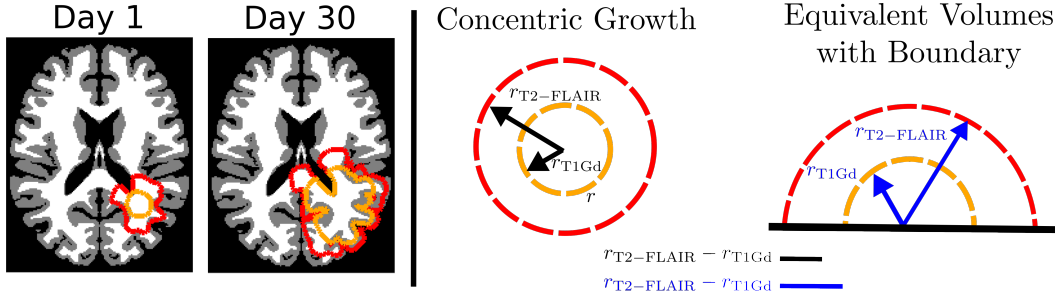 Day 1
Day 30
Concentric Growth
r_T2−FLAIR
r_T1Gd
r
Equivalent Volumes
with Boundary
r_T2−FLAIR
r_T1Gd
r_T2−FLAIR − r_T1Gd
r_T2−FLAIR − r_T1Gd